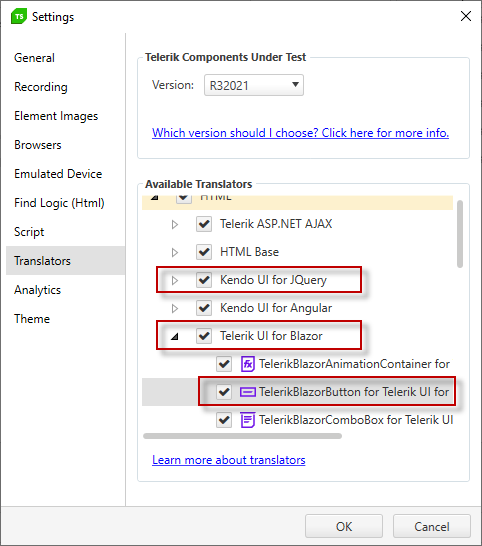 TS Settings
General
Recording
Element Images
Browsers
Emulated Device
Find Logic (Html)
Script
Translators
Analytics
Theme
Telerik Components Under Test
Version: R32021
Which version should I choose? Click here for more info.
Available Translators
HTML
Telerik ASP.NET AJAX
HTML Base
Kendo UI for JQuery
Kendo UI for Angular
Telerik UI for Blazor
TelerikBlazorAnimationContainer for
TelerikBlazorButton for Telerik UI for
TelerikBlazorComboBox for Telerik UI
Learn more about translators
OK Cancel